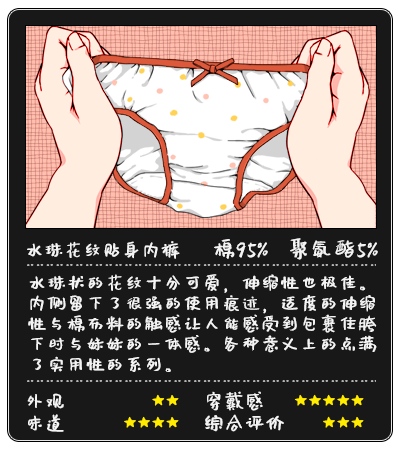 水珠花纹贴身内裤 棉95% 聚氨酯5%
水珠状的花纹十分可爱，伸缩性也极佳。
内侧留下了很强的使用痕迹，适度的伸缩
性与棉布料的触感让人能感受到包裹住胯
下时与妹妹的一体感。各种意义上的点满
了实用性的系列。
外观 ★★ 穿戴感 ★★★★★
味道 ★★★★ 综合评价 ★★★